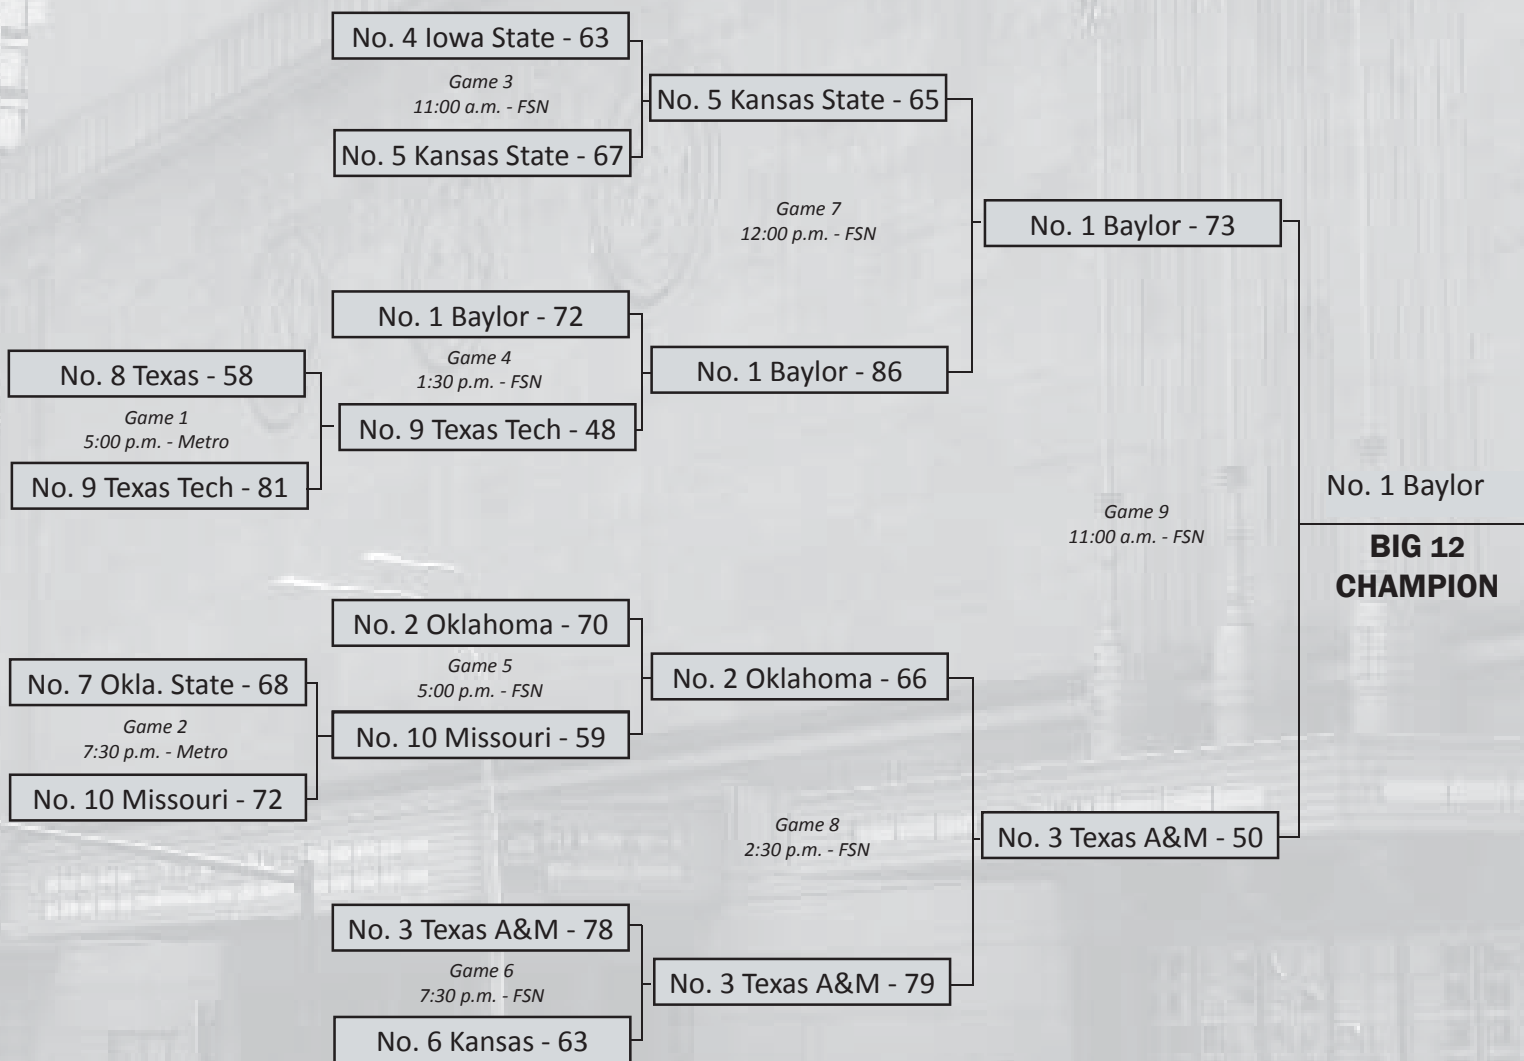 No. 4 Iowa State - 63
Game 3
11:00 a.m. - FSN
No. 5 Kansas State - 67
No. 5 Kansas State - 65
Game 7
12:00 p.m. - FSN
No. 1 Baylor - 73
No. 1 Baylor - 72
Game 4
1:30 p.m. - FSN
No. 1 Baylor - 86
No. 8 Texas - 58
Game 1
5:00 p.m. - Metro
No. 9 Texas Tech - 48
No. 9 Texas Tech - 81
No. 1 Baylor
Game 9
11:00 a.m. - FSN
BIG 12
CHAMPION
No. 2 Oklahoma - 70
Game 5
5:00 p.m. - FSN
No. 2 Oklahoma - 66
No. 7 Okla. State - 68
Game 2
7:30 p.m. - Metro
No. 10 Missouri - 59
No. 10 Missouri - 72
Game 8
2:30 p.m. - FSN
No. 3 Texas A&M - 50
No. 3 Texas A&M - 78
Game 6
7:30 p.m. - FSN
No. 3 Texas A&M - 79
No. 6 Kansas - 63